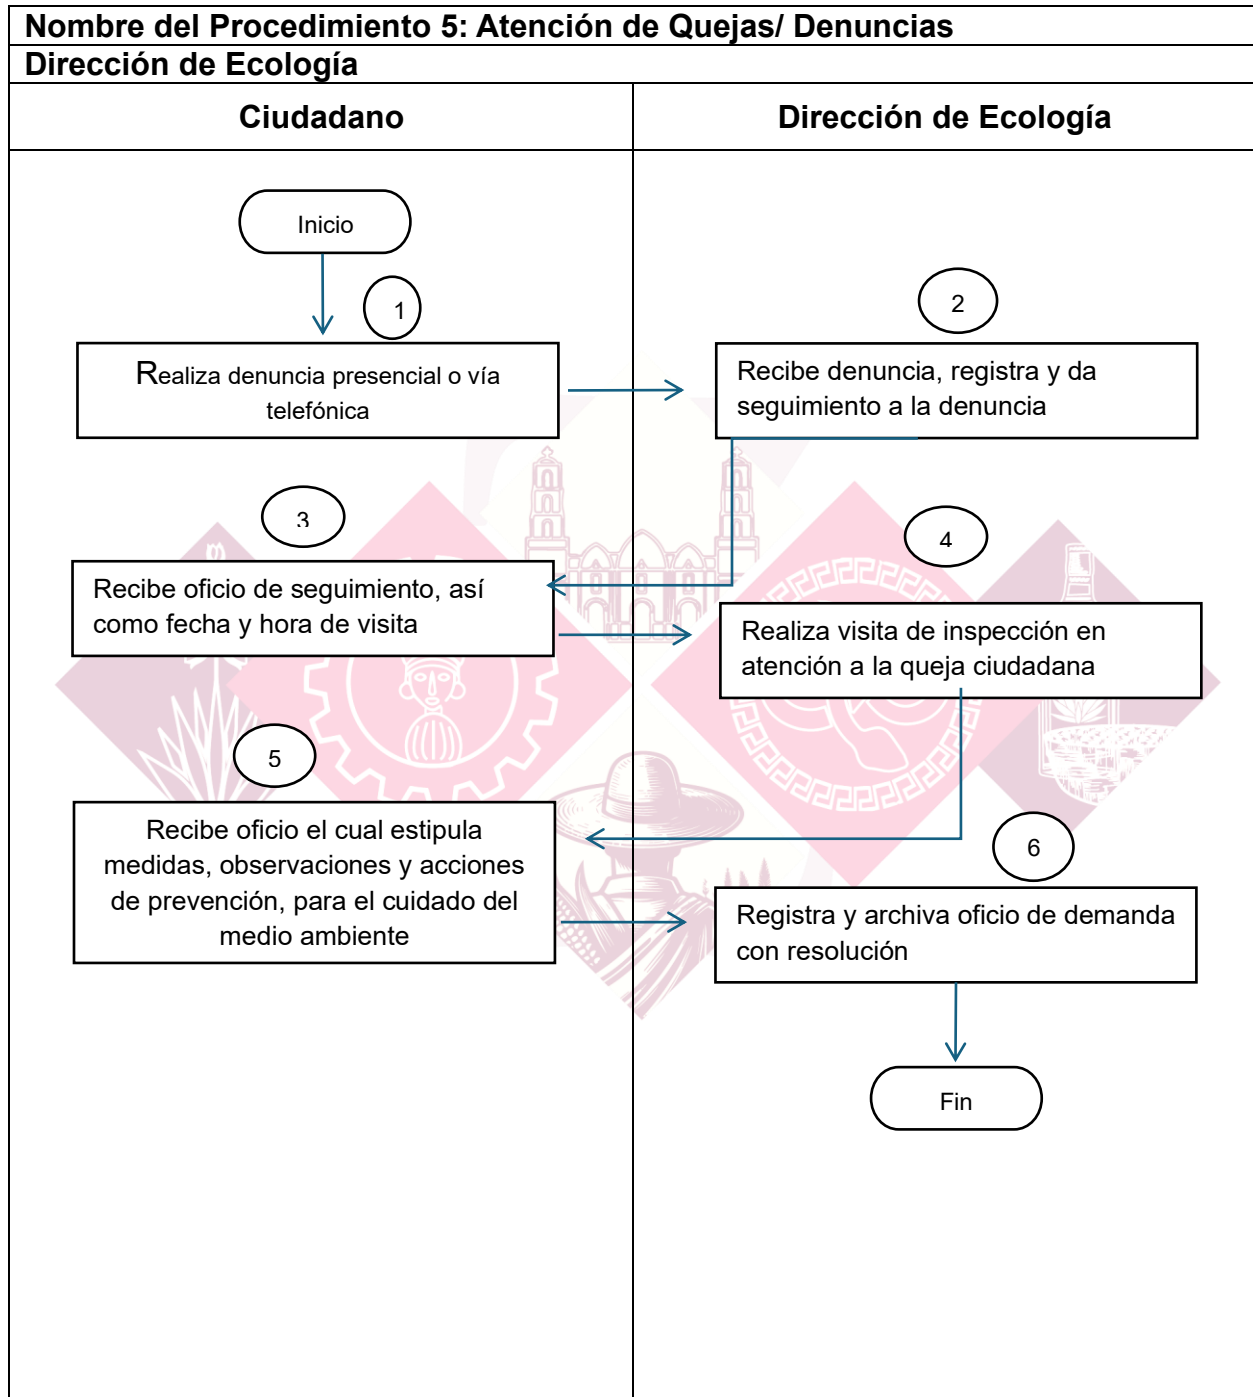 Nombre del Procedimiento 5: Atención de Quejas/ Denuncias
Dirección de Ecología
Ciudadano
Dirección de Ecología
Inicio
1
Realiza denuncia presencial o vía
telefónica
2
Recibe denuncia, registra y da
seguimiento a la denuncia
3
Recibe oficio de seguimiento, así
como fecha y hora de visita
4
Realiza visita de inspección en
atención a la queja ciudadana
5
Recibe oficio el cual estipula
medidas, observaciones y acciones
de prevención, para el cuidado del
medio ambiente
6
Registra y archiva oficio de demanda
con resolución
Fin